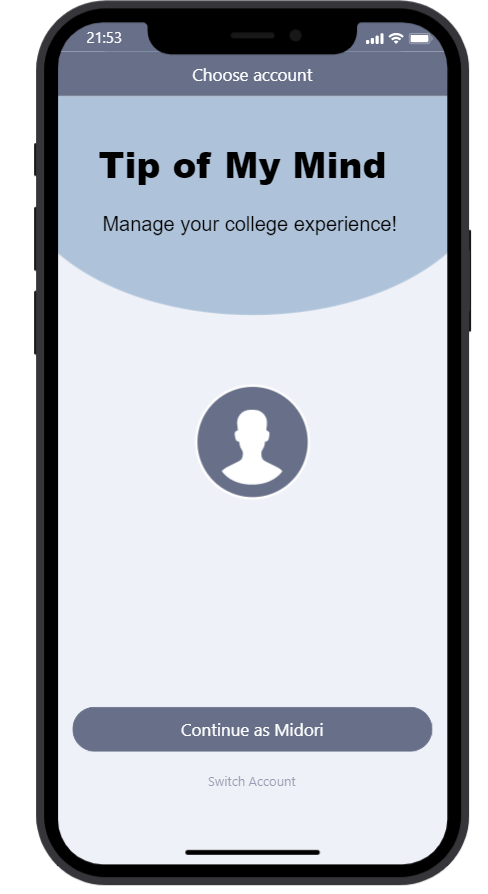 21:53
Choose account
Tip of My Mind
Manage your college experience!
Continue as Midori
Switch Account